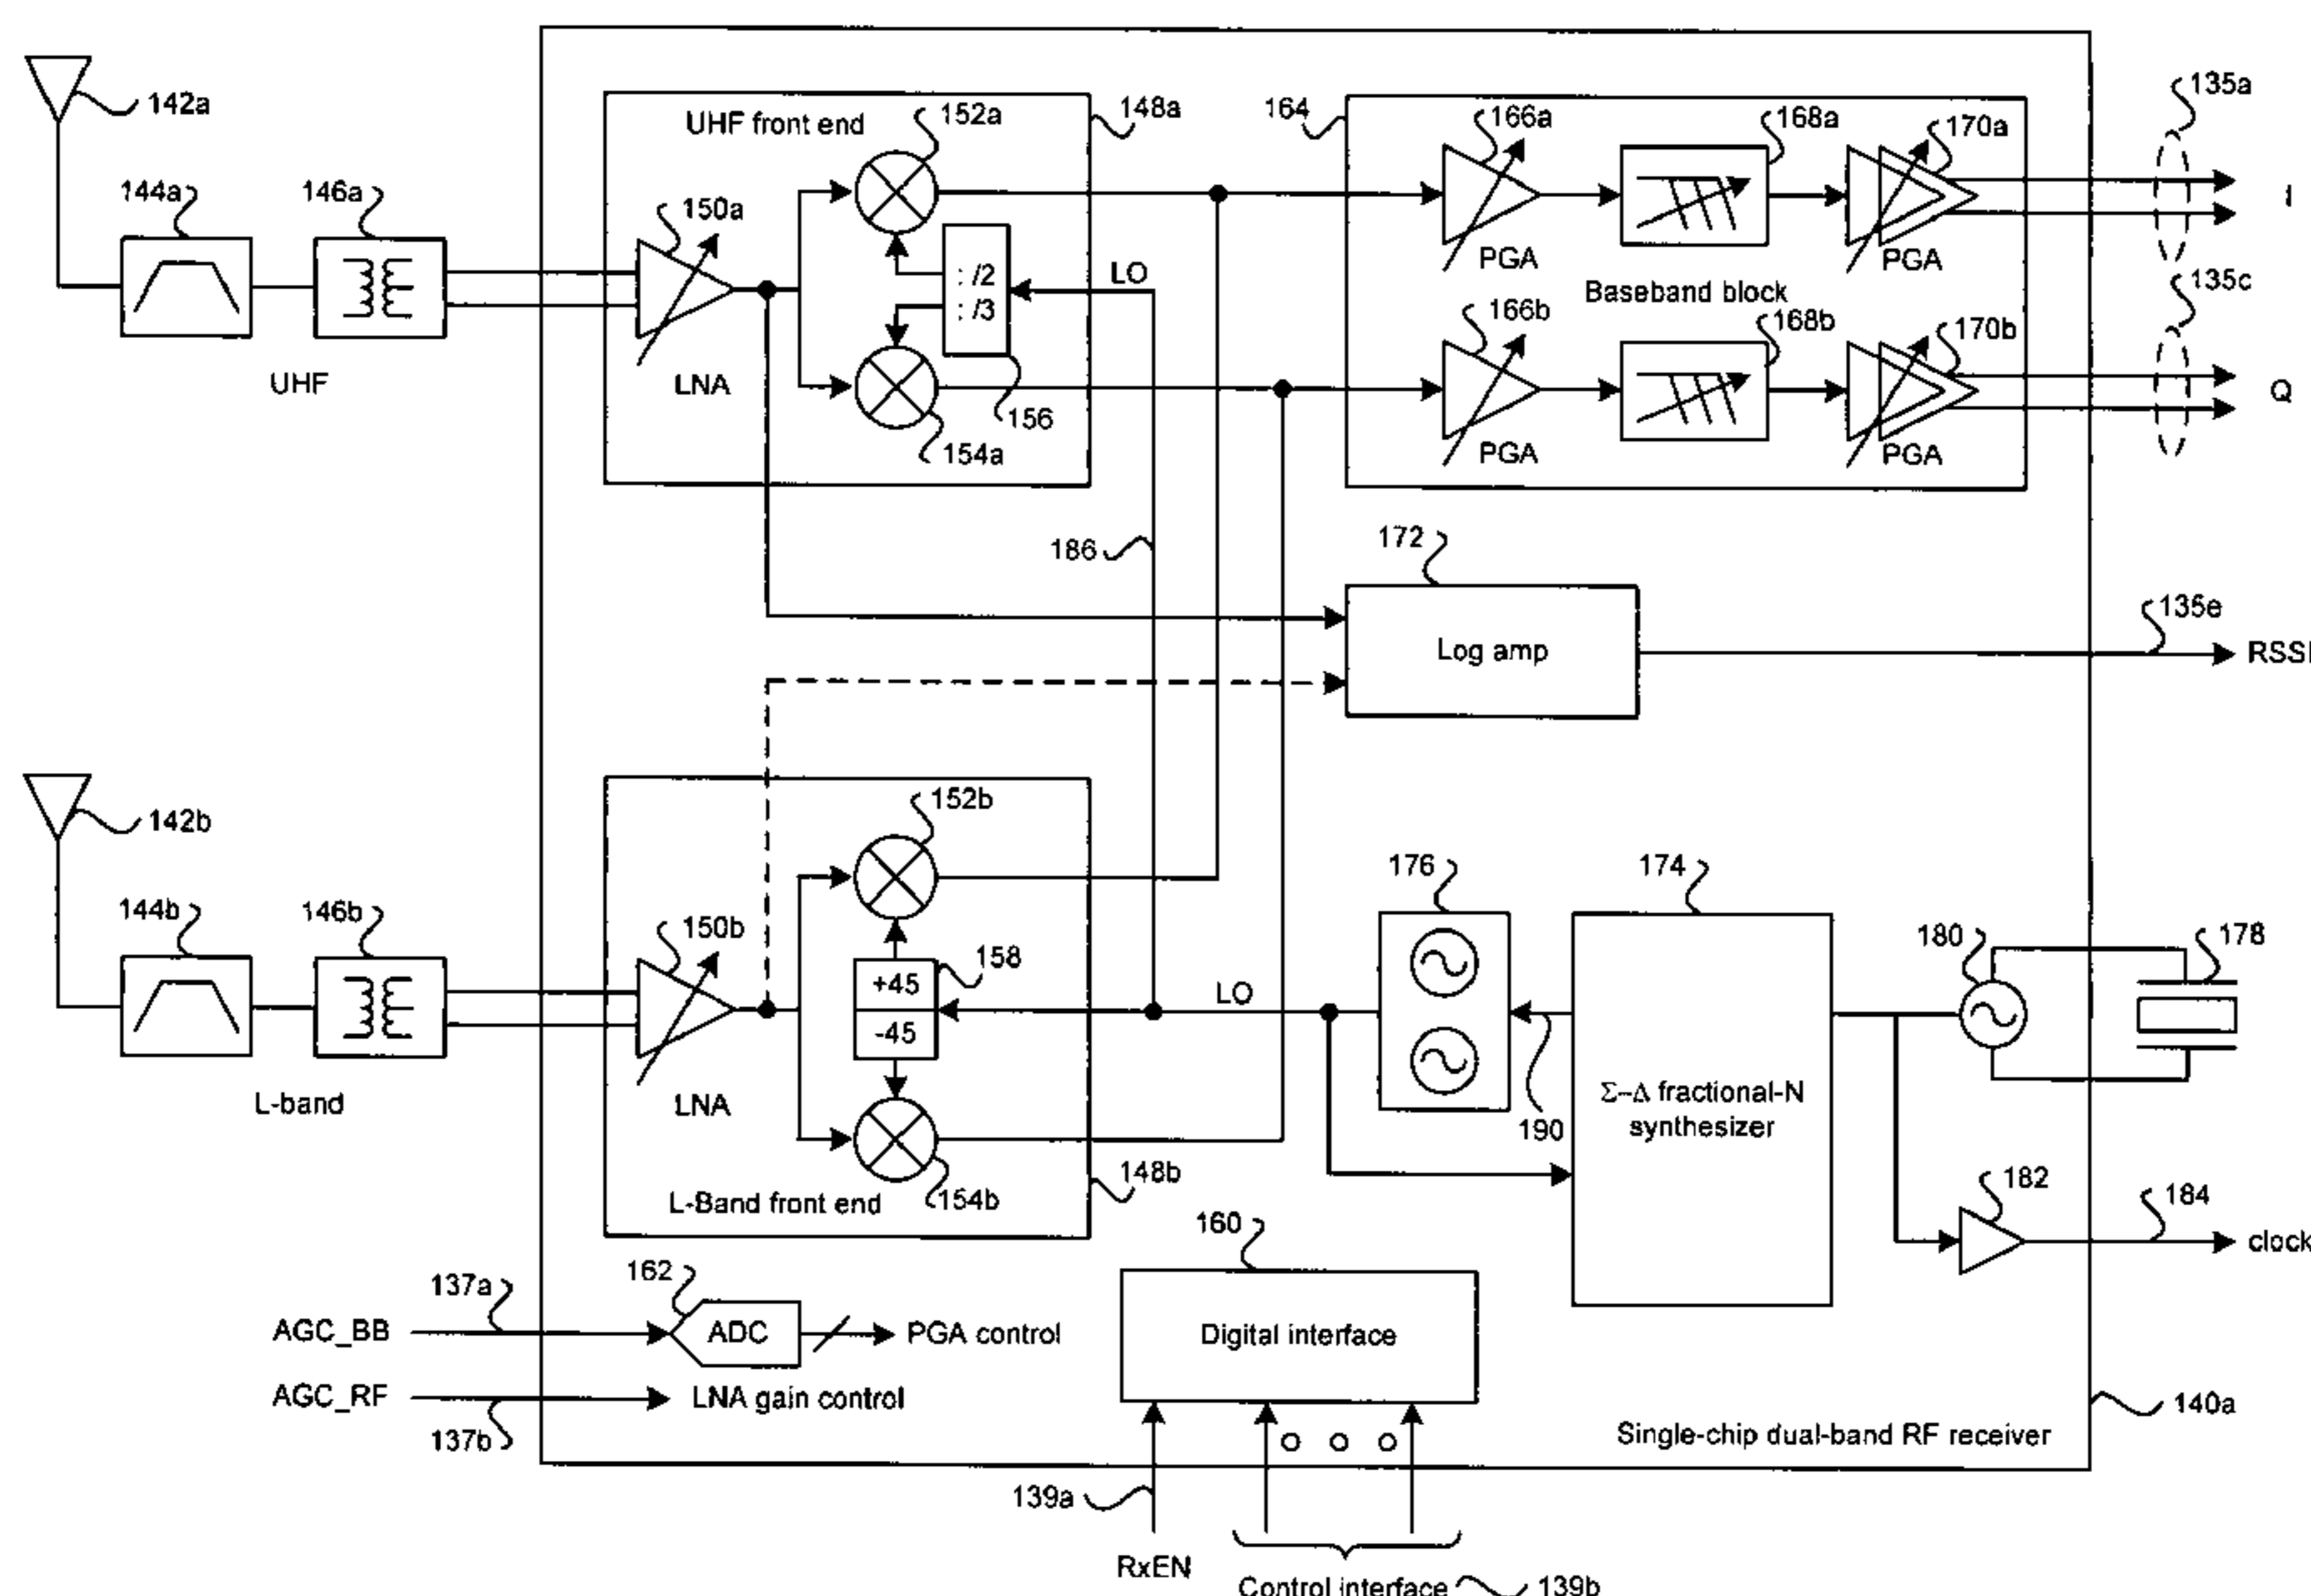 142a
144a
146a
UHF
UHF front end
148a
150a
LNA
152a
: /2
: /3
LO
156
154a
164
166a
PGA
168a
170a
PGA
Baseband block
166b
PGA
168b
170b
PGA
135a
I
135c
Q
186
172
Log amp
135e
RSSI
142b
144b
146b
L-band
150b
LNA
152b
+45
-45
158
154b
L-Band front end
148b
LO
176
190
174
Σ–Δ fractional-N
synthesizer
180
178
182
184
clock
137a
AGC_BB
162
ADC
PGA control
AGC_RF
137b
LNA gain control
160
Digital interface
140a
Single-chip dual-band RF receiver
139a
RxEN
Control interface
139b